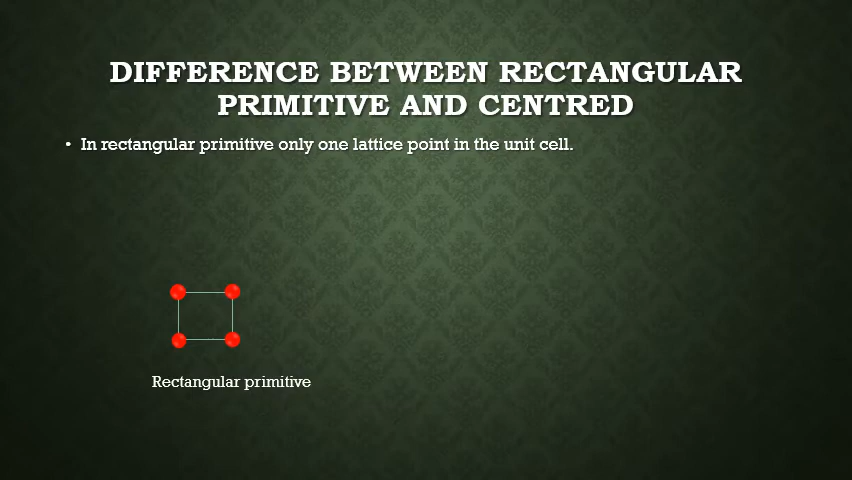 DIFFERENCE BETWEEN RECTANGULAR
PRIMITIVE AND CENTRED
• In rectangular primitive only one lattice point in the unit cell.
Rectangular primitive